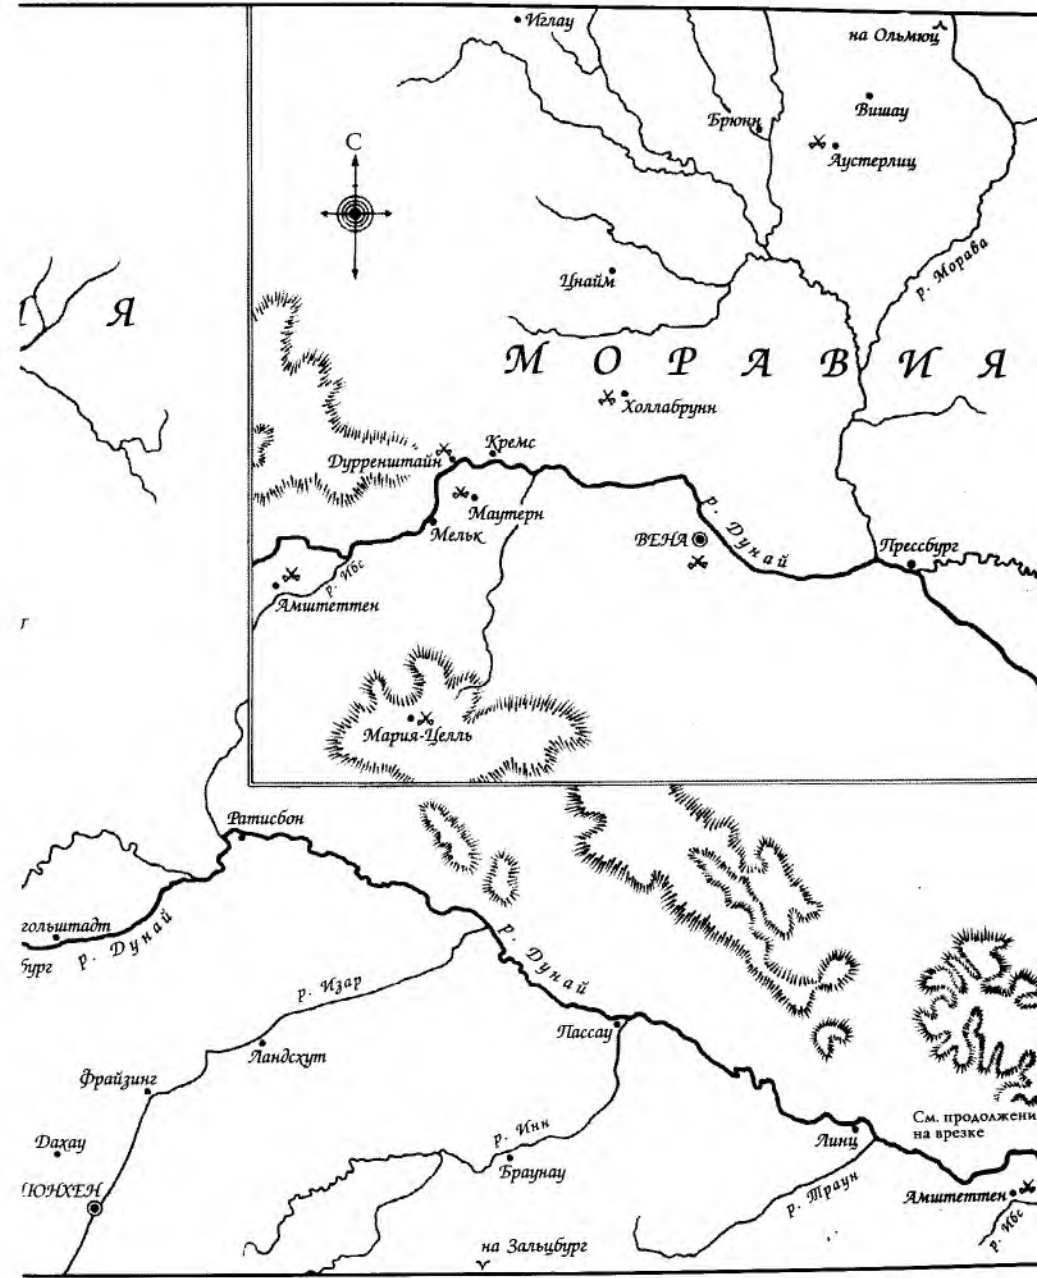 Иглау
на Ольмюц
Вишау
Брюнн
Аустерлиц
С
Цнайм
р. Морава
Я
МОРАВИЯ
Холлабрунн
Кремс
Дурренштайн
Маутерн
Мельк
ВЕНА
р. Дунай
Прессбург
р. Ибс
Амштеттен
Мария-Целль
Ратисбон
гольштадт
бург
р. Дунай
р. Дунай
р. Изар
Ландсхут
Пассау
Фрайзинг
Дахау
ЮНХЕН
р. Инн
Браунау
Линц
См. продолжени
на врезке
р. Траун
Амштеттен
р. Ибс
на Зальцбург